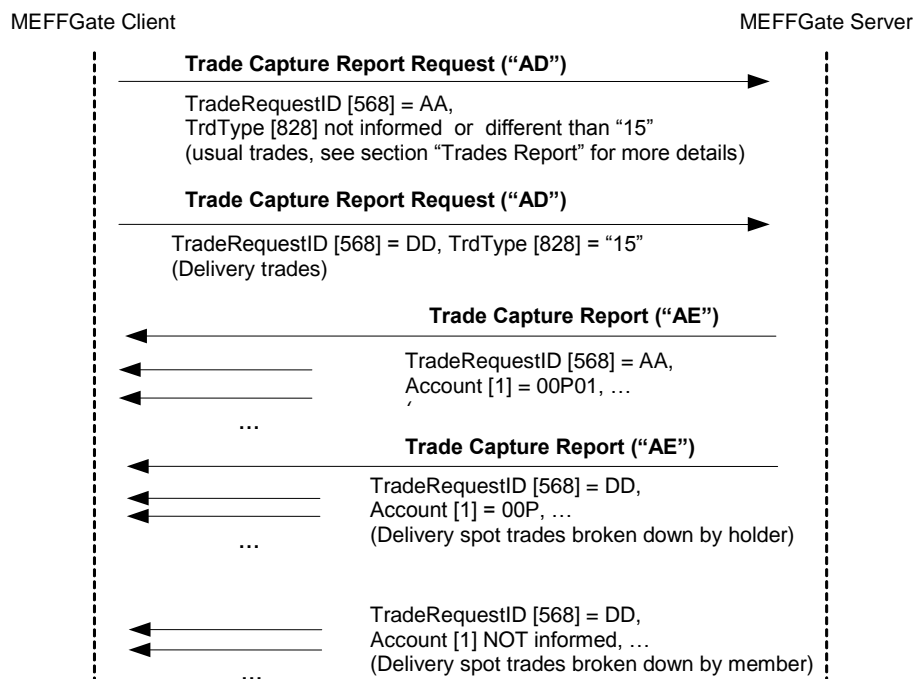 MEFFGate Client
MEFFGate Server
Trade Capture Report Request (“AD”)
TradeRequestID [568] = AA,
TrdType [828] not informed or different than “15”
(usual trades, see section “Trades Report” for more details)
Trade Capture Report Request (“AD”)
TradeRequestID [568] = DD, TrdType [828] = “15”
(Delivery trades)
Trade Capture Report (“AE”)
TradeRequestID [568] = AA,
Account [1] = 00P01, …
‘
…
Trade Capture Report (“AE”)
TradeRequestID [568] = DD,
Account [1] = 00P, …
(Delivery spot trades broken down by holder)
…
TradeRequestID [568] = DD,
Account [1] NOT informed, …
(Delivery spot trades broken down by member)
…